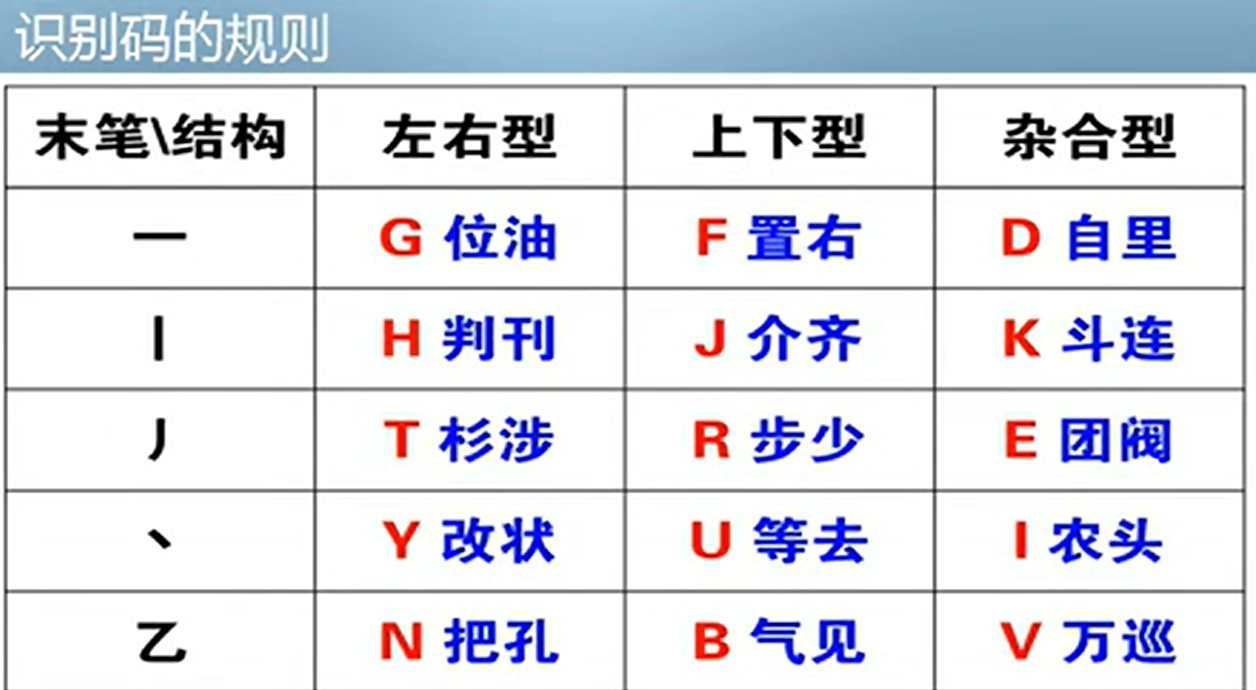 识别码的规则
末笔\结构 左右型 上下型 杂合型
一 G 位油 F 置右 D 自里
丨 H 判刊 J 介齐 K 斗连
丿 T 杉涉 R 步少 E 团阀
丶 Y 改状 U 等去 I 农头
乙 N 把孔 B 气见 V 万巡